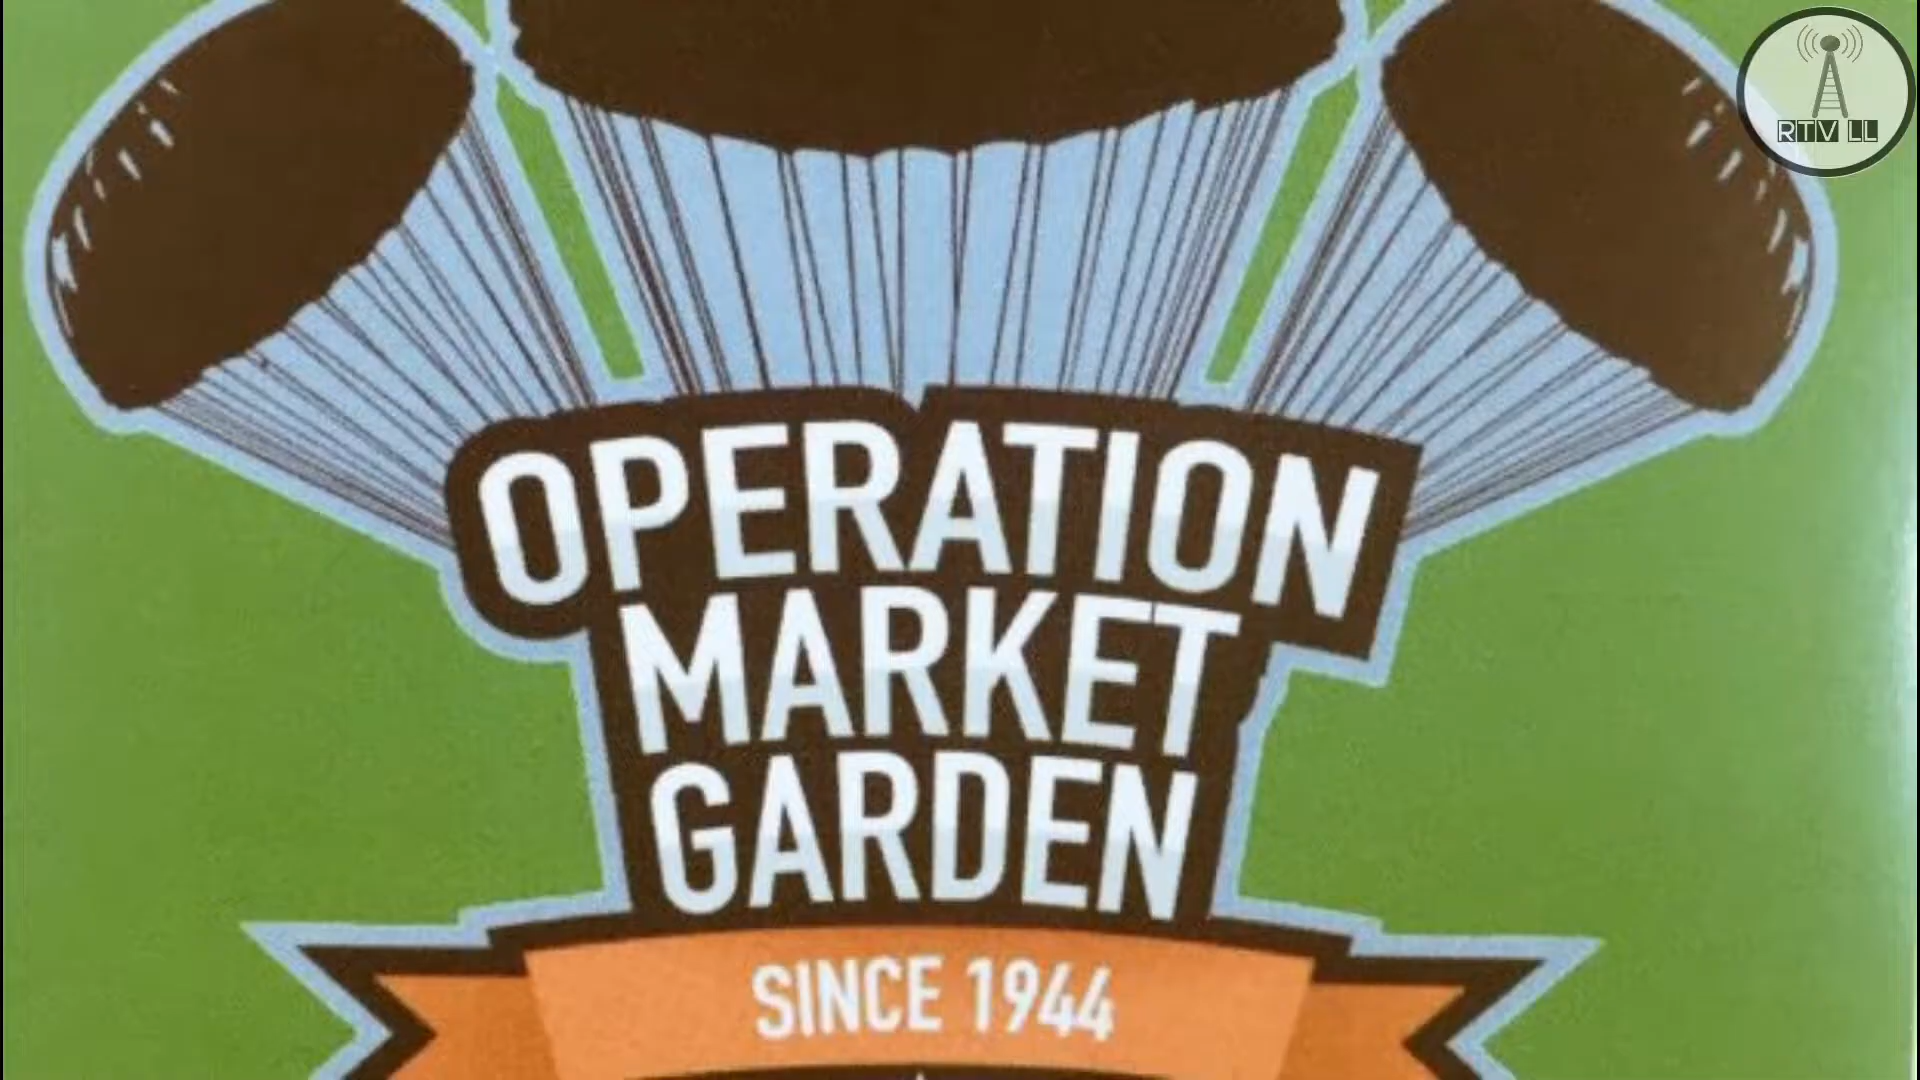 RTV LL
OPERATION
MARKET
GARDEN
SINCE 1944